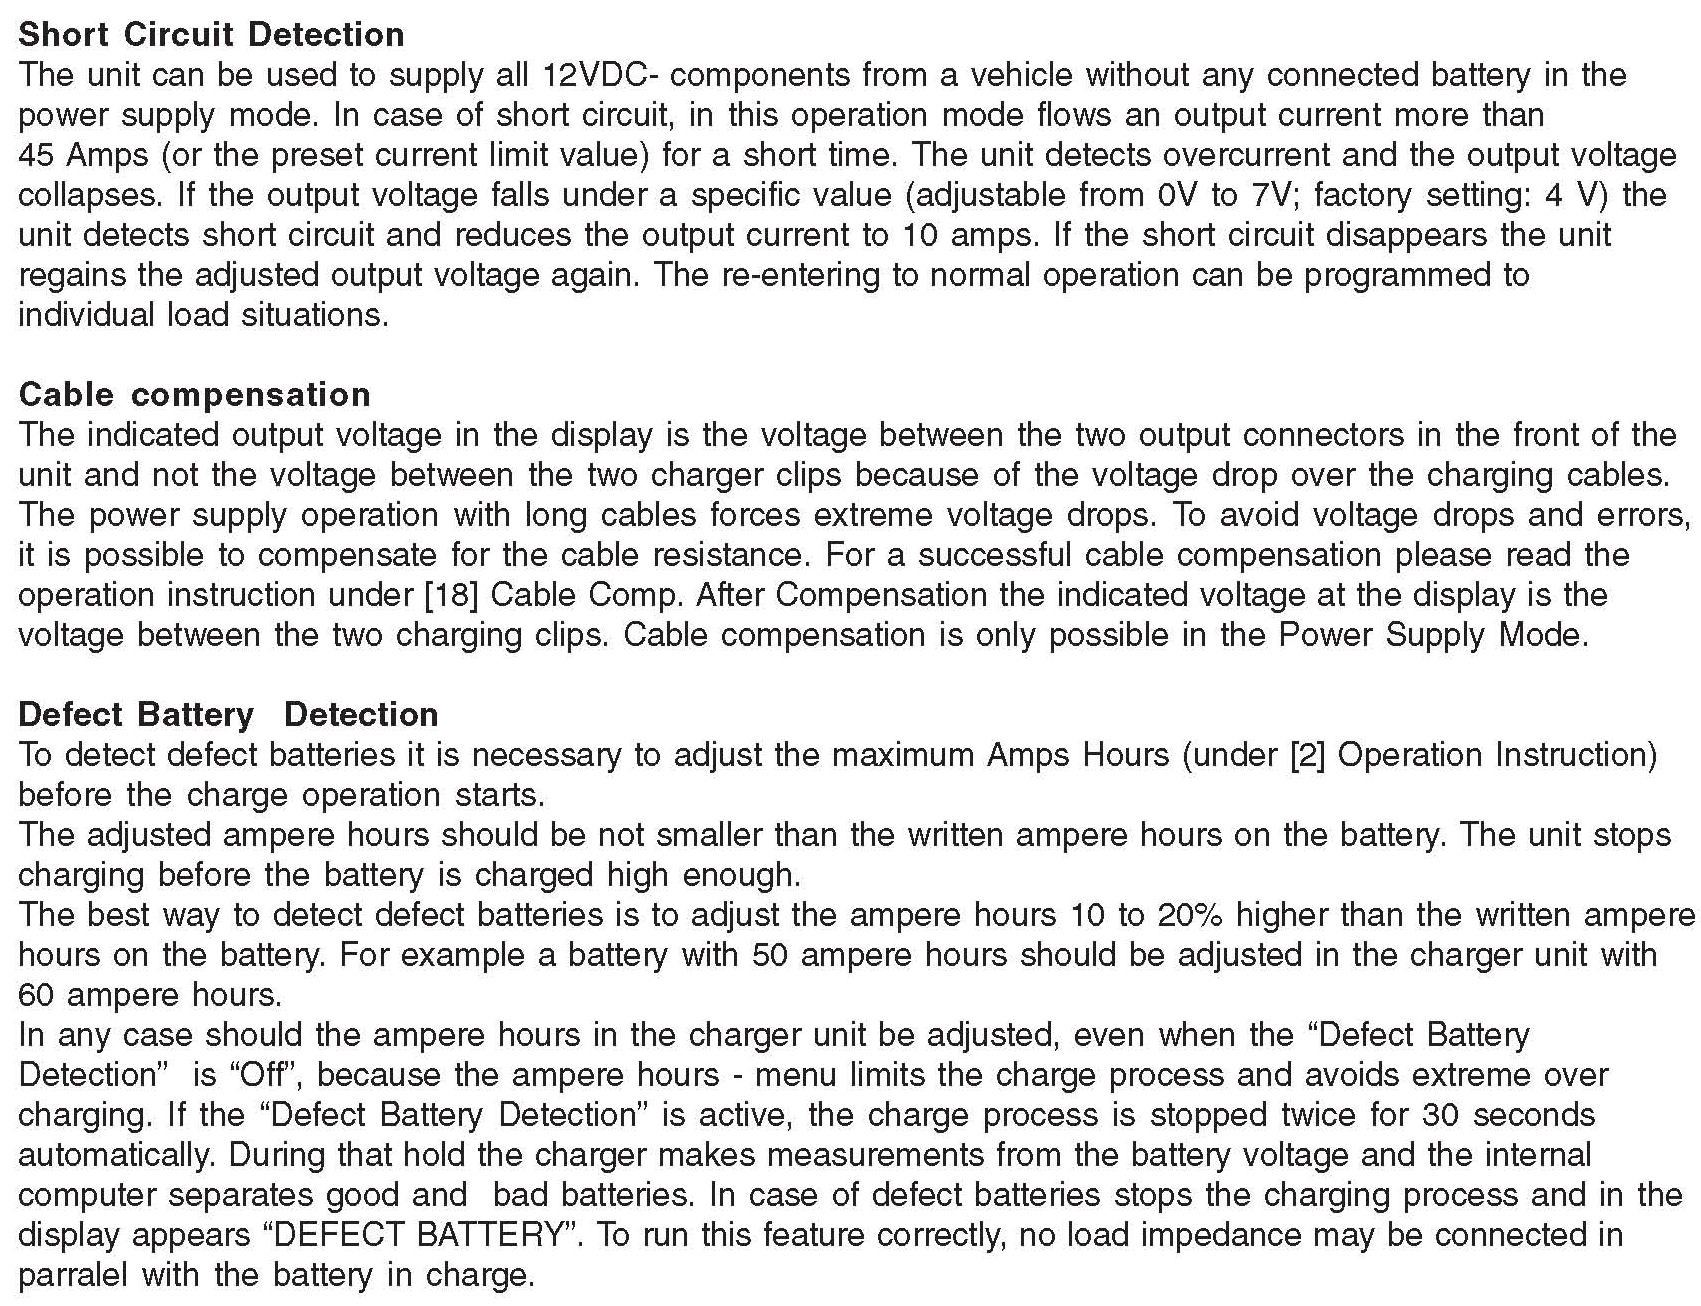 Short Circuit Detection
The unit can be used to supply all 12VDC- components from a vehicle without any connected battery in the
power supply mode. In case of short circuit, in this operation mode flows an output current more than
45 Amps (or the preset current limit value) for a short time. The unit detects overcurrent and the output voltage
collapses. If the output voltage falls under a specific value (adjustable from 0V to 7V; factory setting: 4 V) the
unit detects short circuit and reduces the output current to 10 amps. If the short circuit disappears the unit
regains the adjusted output voltage again. The re-entering to normal operation can be programmed to
individual load situations.
Cable compensation
The indicated output voltage in the display is the voltage between the two output connectors in the front of the
unit and not the voltage between the two charger clips because of the voltage drop over the charging cables.
The power supply operation with long cables forces extreme voltage drops. To avoid voltage drops and errors,
it is possible to compensate for the cable resistance. For a successful cable compensation please read the
operation instruction under [18] Cable Comp. After Compensation the indicated voltage at the display is the
voltage between the two charging clips. Cable compensation is only possible in the Power Supply Mode.
Defect Battery  Detection
To detect defect batteries it is necessary to adjust the maximum Amps Hours (under [2] Operation Instruction)
before the charge operation starts.
The adjusted ampere hours should be not smaller than the written ampere hours on the battery. The unit stops
charging before the battery is charged high enough.
The best way to detect defect batteries is to adjust the ampere hours 10 to 20% higher than the written ampere
hours on the battery. For example a battery with 50 ampere hours should be adjusted in the charger unit with
60 ampere hours.
In any case should the ampere hours in the charger unit be adjusted, even when the “Defect Battery
Detection”  is “Off”, because the ampere hours - menu limits the charge process and avoids extreme over
charging. If the “Defect Battery Detection” is active, the charge process is stopped twice for 30 seconds
automatically. During that hold the charger makes measurements from the battery voltage and the internal
computer separates good and  bad batteries. In case of defect batteries stops the charging process and in the
display appears “DEFECT BATTERY”. To run this feature correctly, no load impedance may be connected in
parralel with the battery in charge.